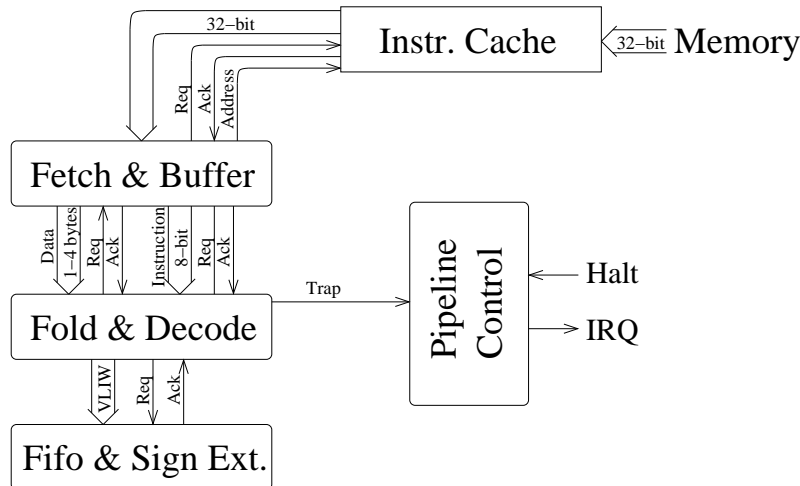 32-bit
Instr. Cache
32-bit
Memory
Req
Ack
Address
Fetch & Buffer
Data
1-4 bytes
Req
Ack
Instruction
8-bit
Req
Ack
Trap
Pipeline
Control
Halt
IRQ
Fold & Decode
VLIW
Req
Ack
Fifo & Sign Ext.